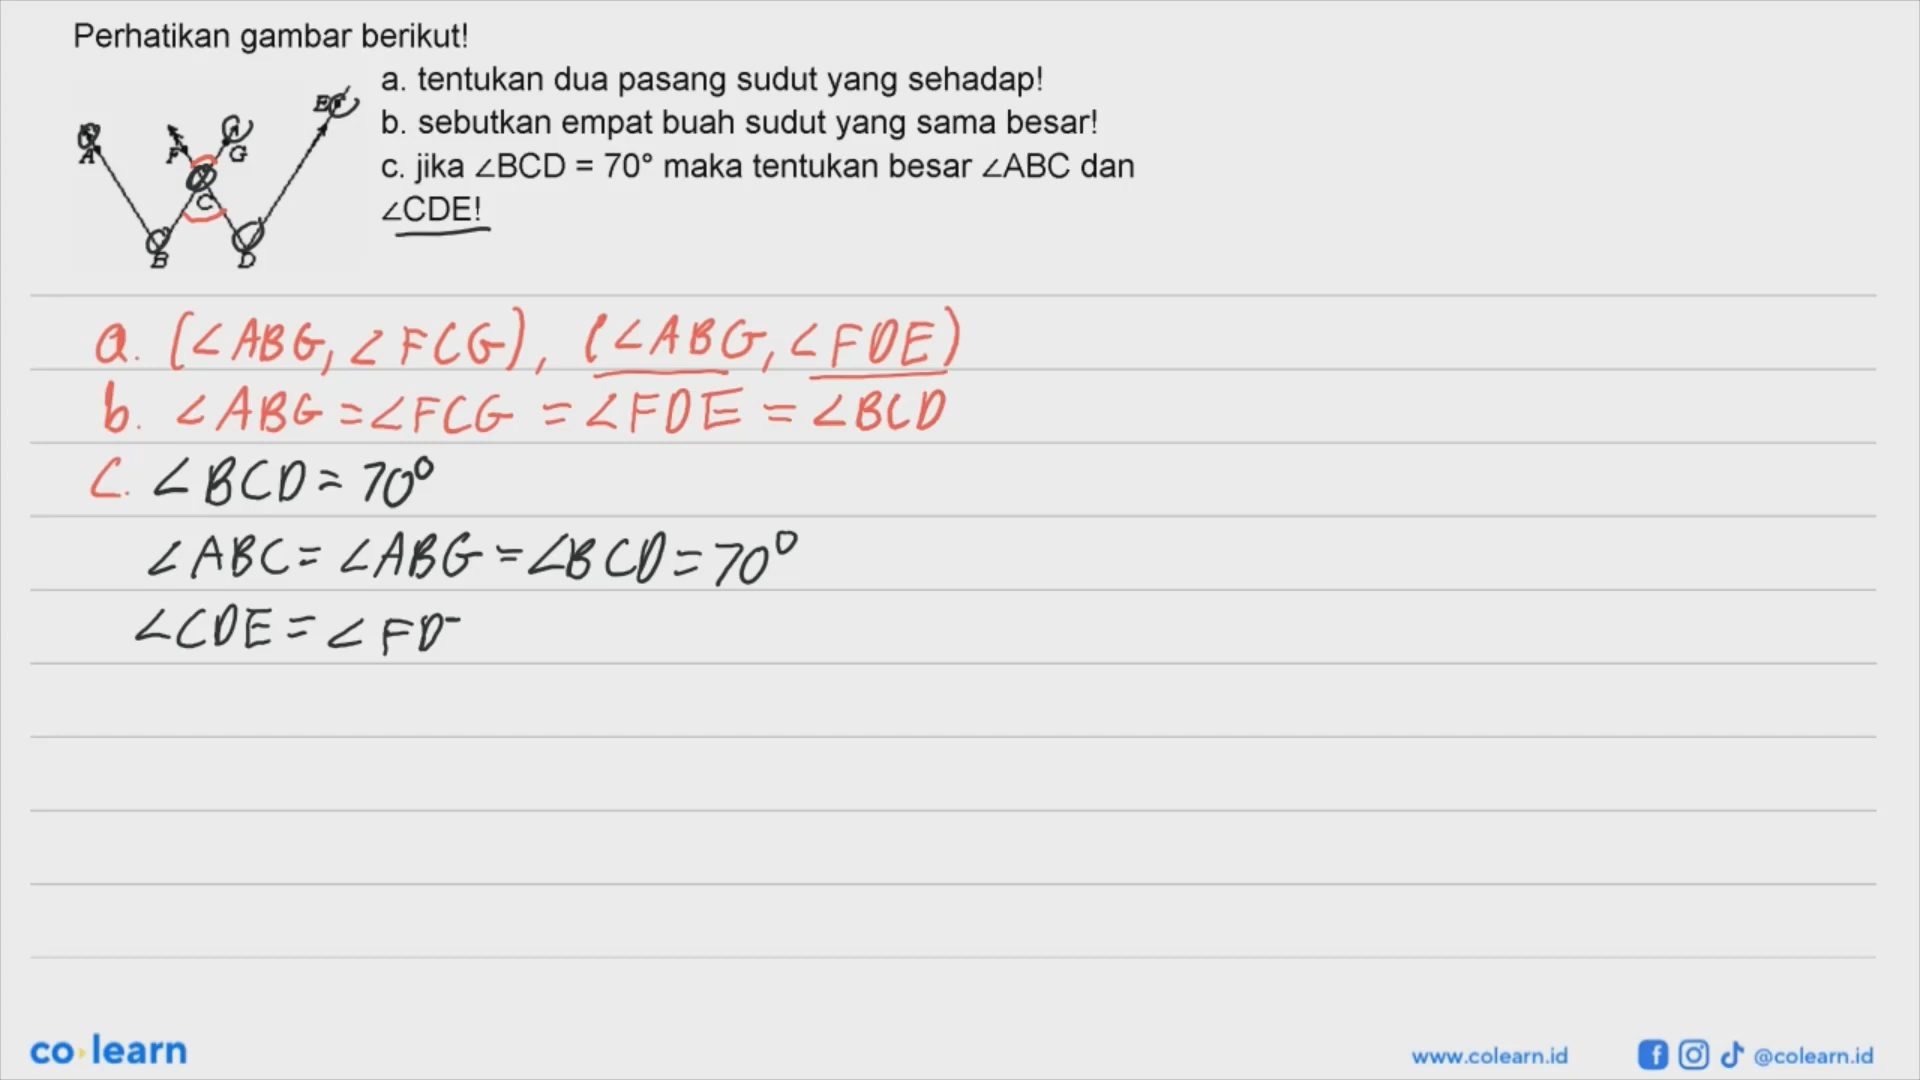 Perhatikan gambar berikut!
a. tentukan dua pasang sudut yang sehadap!
b. sebutkan empat buah sudut yang sama besar!
c. jika ∠BCD = 70° maka tentukan besar ∠ABC dan
∠CDE!
A
F
G
E
C
B
D
a. (∠ABG, ∠FCG), (∠ABG, ∠FDE)
b. ∠ABG = ∠FCG = ∠FDE = ∠BCD
c. ∠BCD = 70°
∠ABC = ∠ABG = ∠BCD = 70°
∠CDE = ∠FD
co learn
www.colearn.id
@colearn.id